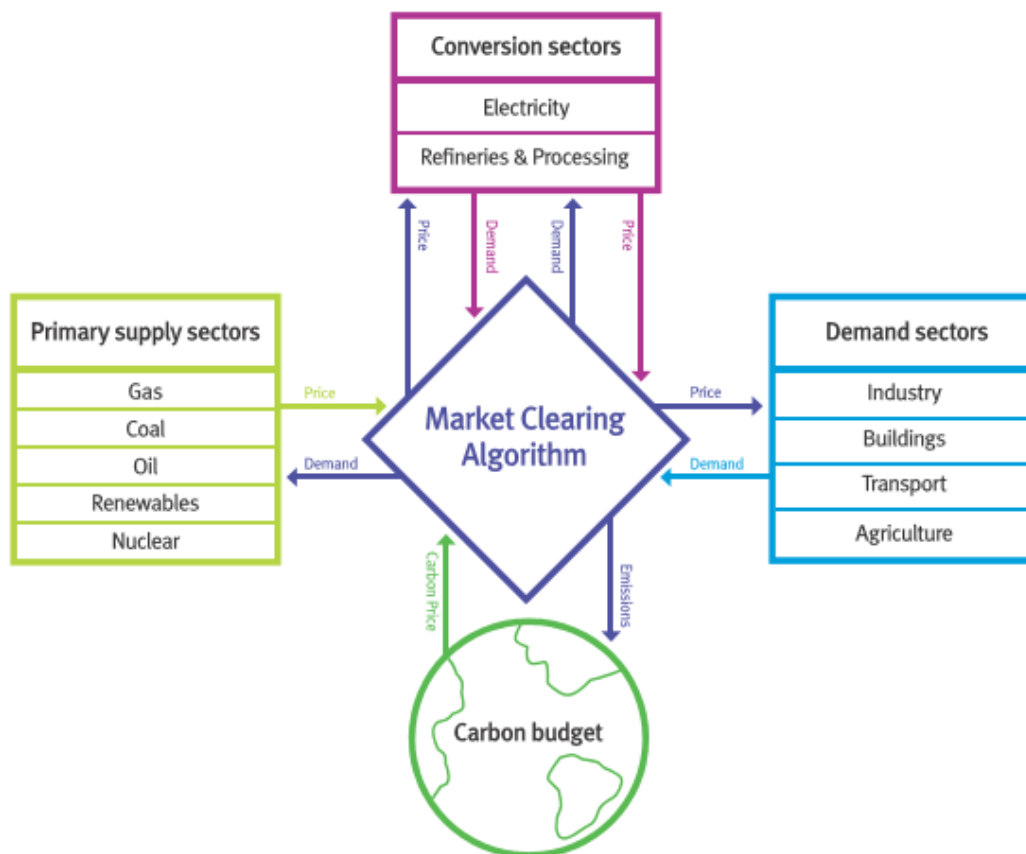 Conversion sectors
Electricity
Refineries & Processing
Price
Demand
Demand
Price
Primary supply sectors
Gas
Coal
Oil
Renewables
Nuclear
Price
Demand
Market Clearing
Algorithm
Price
Demand
Demand sectors
Industry
Buildings
Transport
Agriculture
Carbon Price
Emissions
Carbon budget